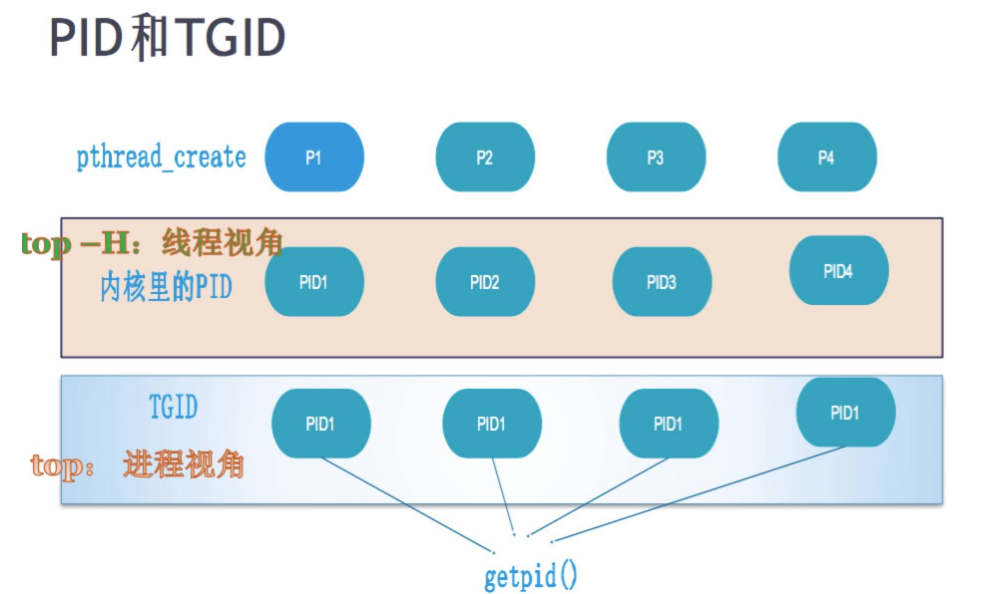 PID和TGID
pthread_create
P1
P2
P3
P4
top –H：线程视角
内核里的PID
PID1
PID2
PID3
PID4
TGID
PID1
PID1
PID1
PID1
top： 进程视角
getpid()